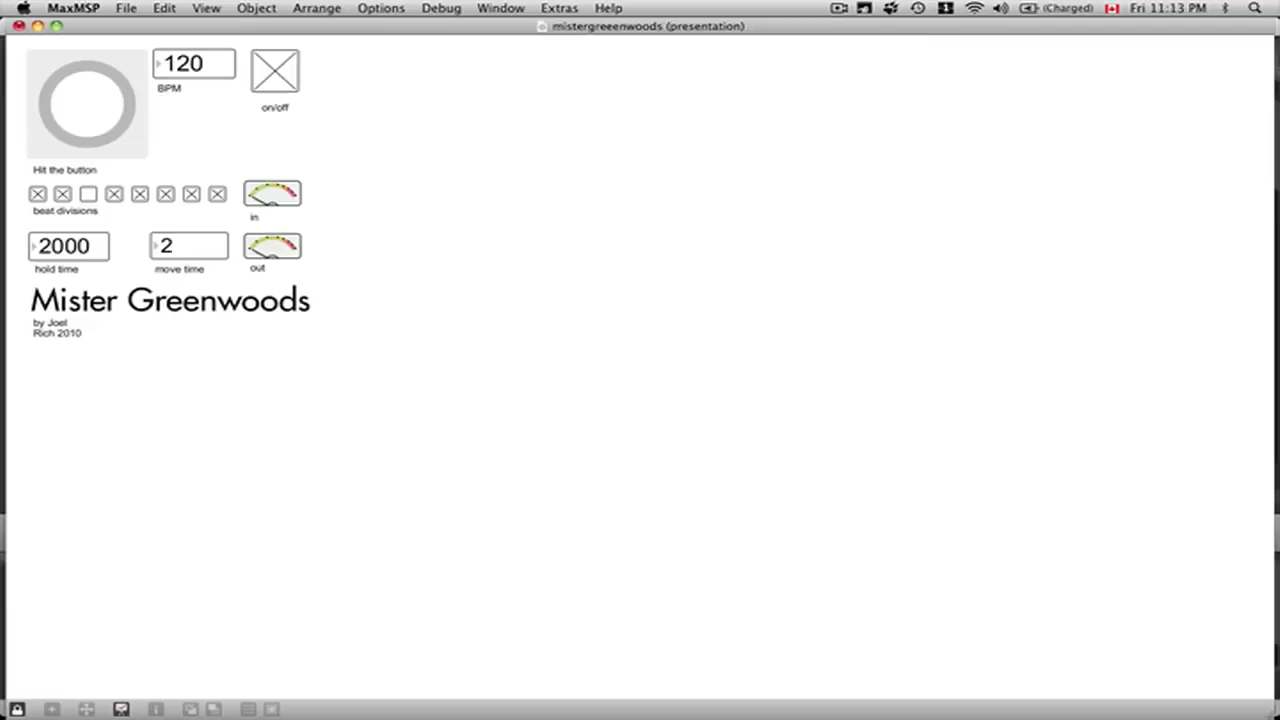 MaxMSP File Edit View Object Arrange Options Debug Window Extras Help (Charged) Fri 11:13 PM
mistergreeenwoods (presentation)
120
BPM
on/off
Hit the button
beat divisions
in
2000
hold time
2
move time
out
Mister Greenwoods
by Joel
Rich 2010